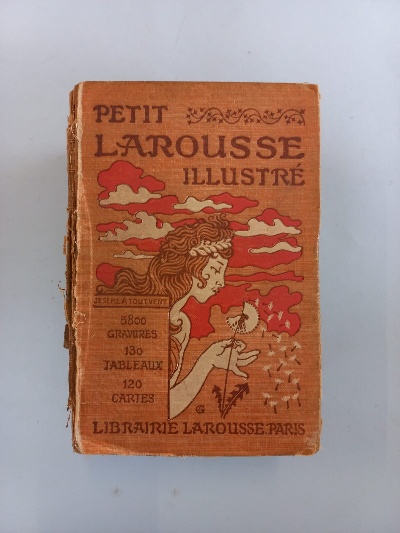 PETIT
LAROUSSE
ILLUSTRÉ
JE SÈME À TOUT VENT
5800
GRAVURES
130
TABLEAUX
120
CARTES
G
LIBRAIRIE LAROUSSE. PARIS